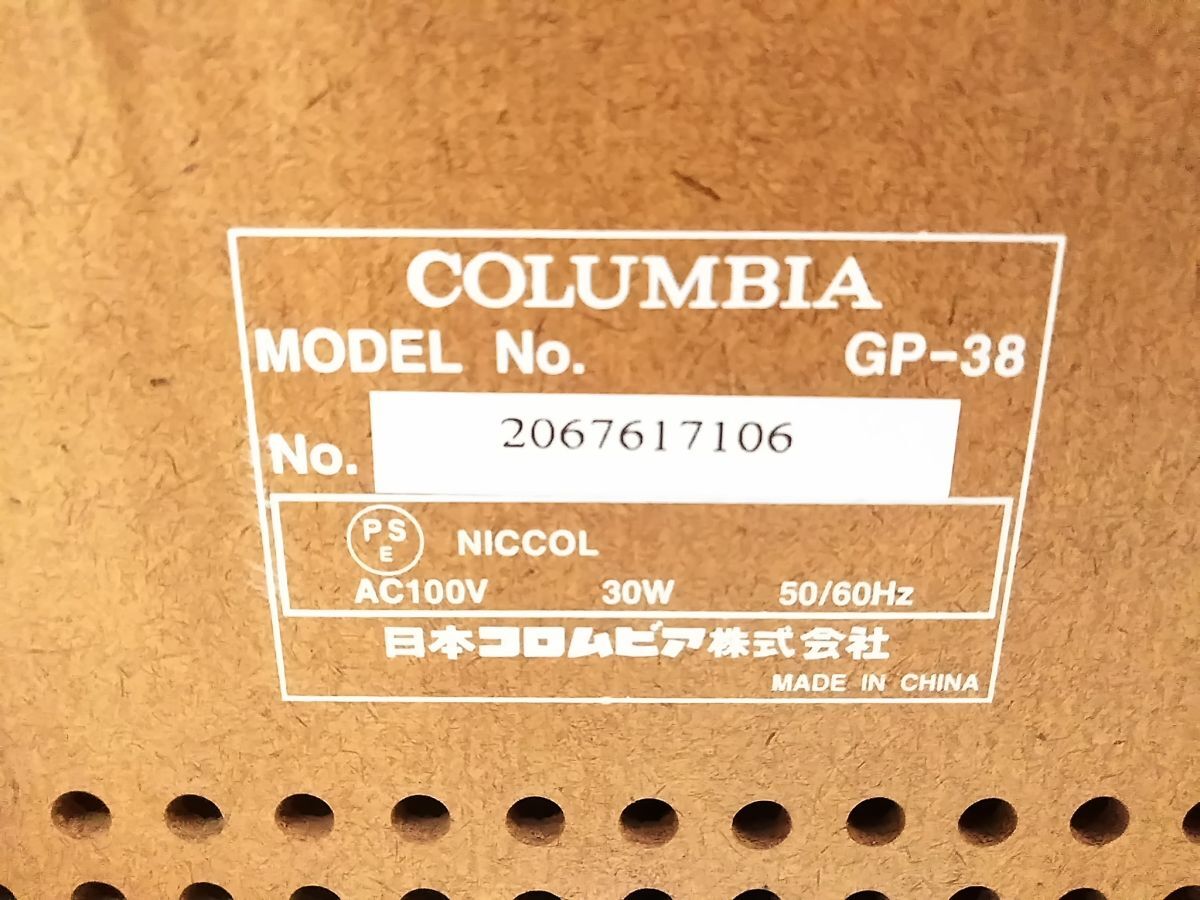 COLUMBIA
MODEL No. GP-38
No. 2067617106
PSE NICCOL
AC100V 30W 50/60Hz
日本コロムビア株式会社
MADE IN CHINA